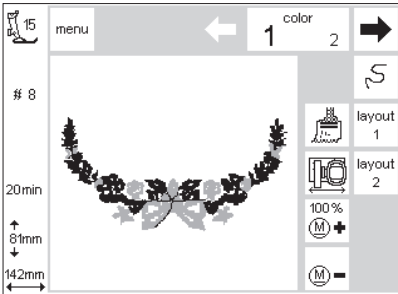 15
menu
color
1 2
# 8
layout
1
layout
2
20min
100%
M +
81mm
M -
142mm